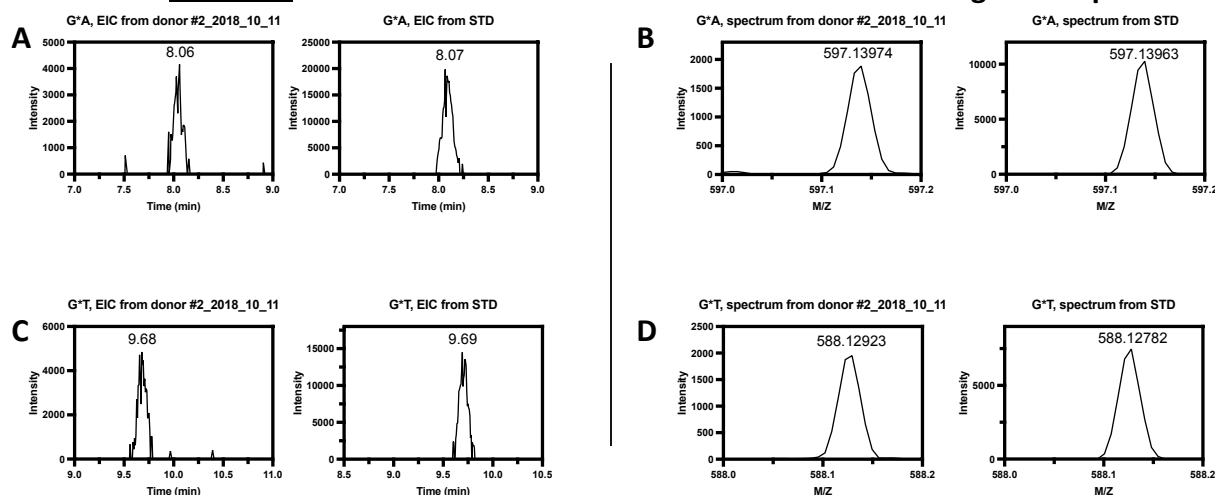 A
G*A, EIC from donor #2_2018_10_11
8.06
5000
4000
3000
2000
1000
0
Intensity
7.0 7.5 8.0 8.5 9.0
Time (min)
G*A, EIC from STD
8.07
25000
20000
15000
10000
5000
0
Intensity
7.0 7.5 8.0 8.5 9.0
Time (min)
B
G*A, spectrum from donor #2_2018_10_11
597.13974
2000
1500
1000
500
0
Intensity
597.0 597.1 597.2
M/Z
G*A, spectrum from STD
597.13963
10000
5000
0
Intensity
597.0 597.1 597.2
M/Z
C
G*T, EIC from donor #2_2018_10_11
9.68
6000
4000
2000
0
Intensity
9.0 9.5 10.0 10.5 11.0
Time (min)
G*T, EIC from STD
9.69
15000
10000
5000
0
Intensity
8.5 9.0 9.5 10.0 10.5
Time (min)
D
G*T, spectrum from donor #2_2018_10_11
588.12923
2500
2000
1500
1000
500
0
Intensity
588.0 588.1 588.2
M/Z
G*T, spectrum from STD
588.12782
5000
0
Intensity
588.0 588.1 588.2
M/Z